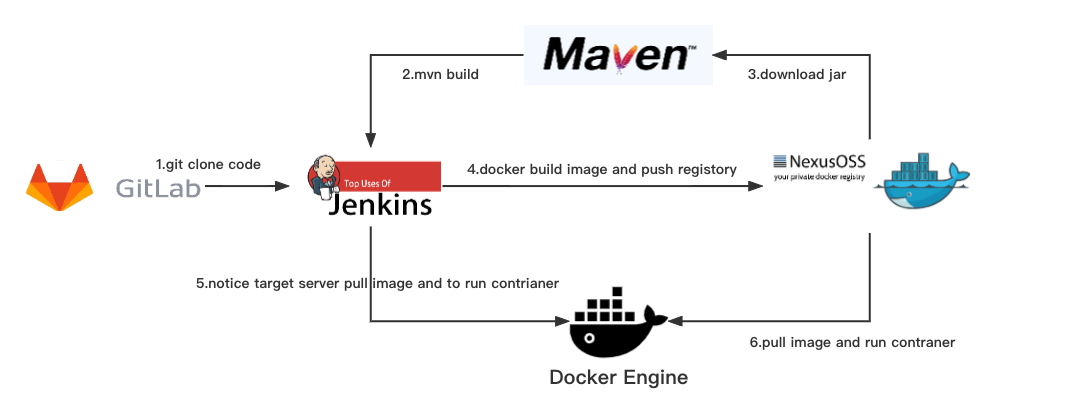 Maven™
2.mvn build
3.download jar
1.git clone code
GitLab
Top Uses Of
Jenkins
4.docker build image and push registory
NexusOSS
your private docker registry
5.notice target server pull image and to run contrianer
6.pull image and run contraner
Docker Engine